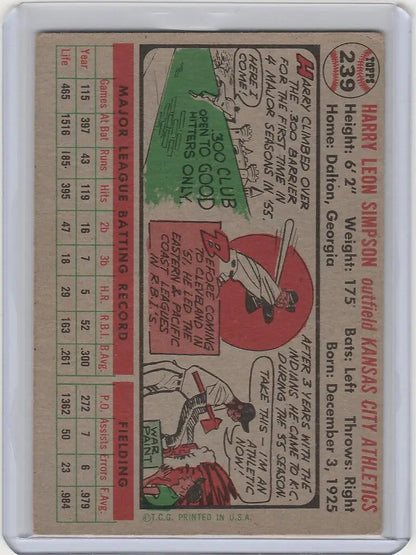 TOPPS
239
HARRY LEON SIMPSON outfield KANSAS CITY ATHLETICS
Height: 6' 2" Weight: 175 Bats: Left Throws: Right
Home: Dalton, Georgia Born: December 3, 1925
HARRY CLIMBED OVER
THE .300 BARRIER
FOR THE FIRST TIME IN
4 MAJOR SEASONS IN '55.
HERE I
COME!
300 CLUB
OPEN TO GOOD
HITTERS ONLY.
BEFORE COMING
TO CLEVELAND IN
'51, HE LED THE
EASTERN & PACIFIC
COAST LEAGUES
IN R.B.I.'S.
AFTER 3 YEARS WITH THE
INDIANS HE CAME TO K.C.
DURING THE '55 SEASON.
TAKE THIS — I'M AN
ATHLETIC
NOW!
WAR
PAINT
MAJOR LEAGUE BATTING RECORD FIELDING
Games At Bat Runs Hits 2b 3b H.R. R.B.I. B.Avg. P.O. Assists Errors F.Avg.
Year 115 397 43 119 16 7 5 52 .300 272 7 6 .979
Life 465 1516 185 395 47 18 29 163 .261 1362 50 23 .984
©T.C.G. PRINTED IN U.S.A.